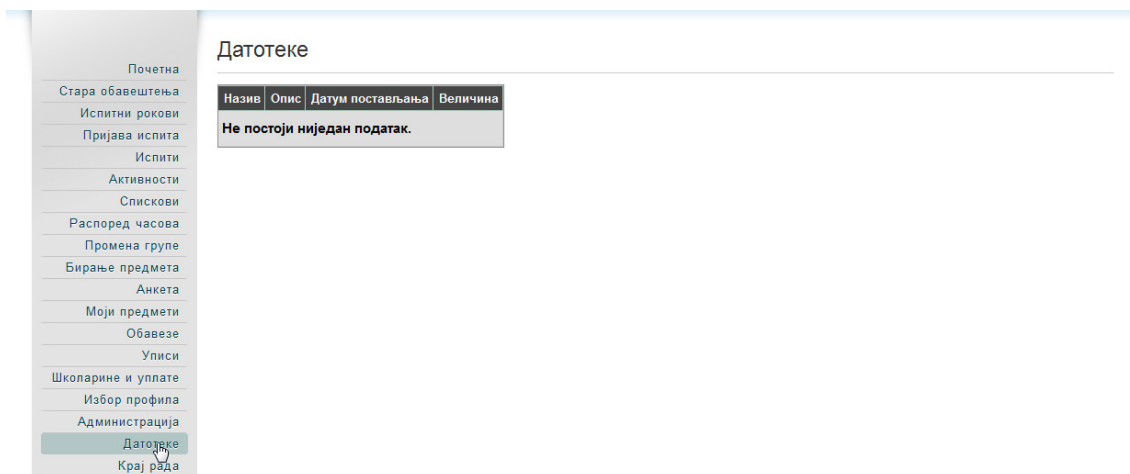 Датотеке
Почетна
Стара обавештења
Испитни рокови
Пријава испита
Испити
Активности
Спискови
Распоред часова
Промена групе
Бирање предмета
Анкета
Моји предмети
Обавезе
Уписи
Школарине и уплате
Избор профила
Администрација
Датотеке
Крај рада
Назив Опис Датум постављања Величина
Не постоји ниједан податак.